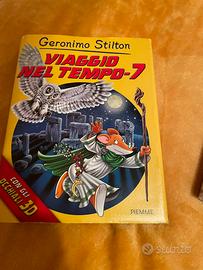 Geronimo Stilton
VIAGGIO
NEL TEMPO-7
CON GLI
OCCHIALI 3D
PIEMME
subito